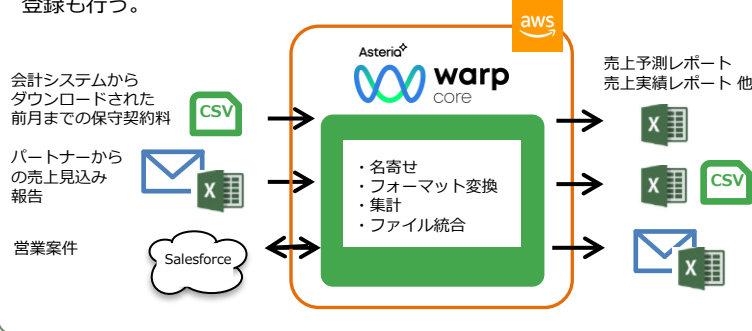 登録も行う。
aws
Asteria
warp
core
会計システムから
ダウンロードされた
前月までの保守契約料
CSV
パートナーから
の売上見込み
報告
X
営業案件
Salesforce
・名寄せ
・フォーマット変換
・集計
・ファイル統合
売上予測レポート
売上実績レポート 他
X
X
CSV
X